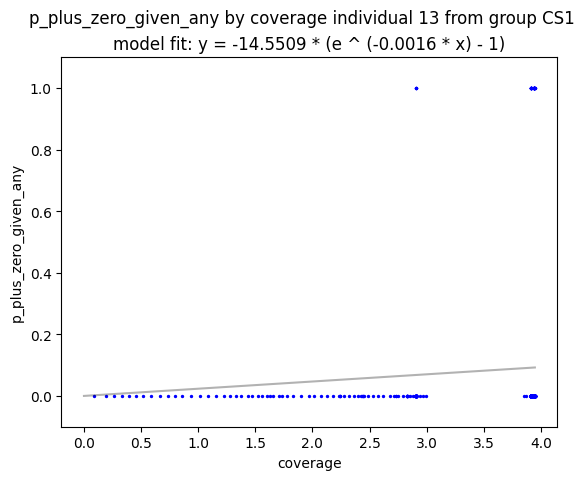 p_plus_zero_given_any by coverage individual 13 from group CS1
model fit: y = -14.5509 * (e ^ (-0.0016 * x) - 1)
1.0
0.8
0.6
0.4
0.2
0.0
p_plus_zero_given_any
0.0 0.5 1.0 1.5 2.0 2.5 3.0 3.5 4.0
coverage